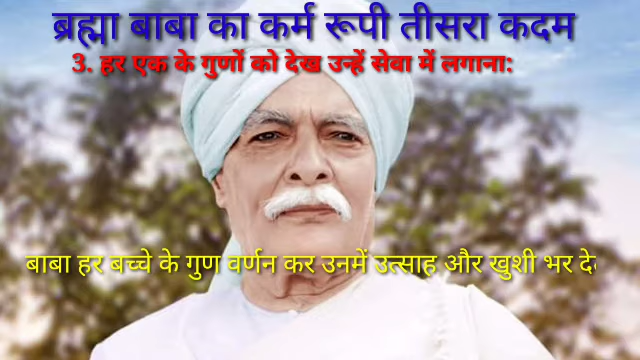 ब्रह्मा बाबा का कर्म रूपी तीसरा कदम
3. हर एक के गुणों को देख उन्हें सेवा में लगाना:
बाबा हर बच्चे के गुण वर्णन कर उनमें उत्साह और खुशी भर